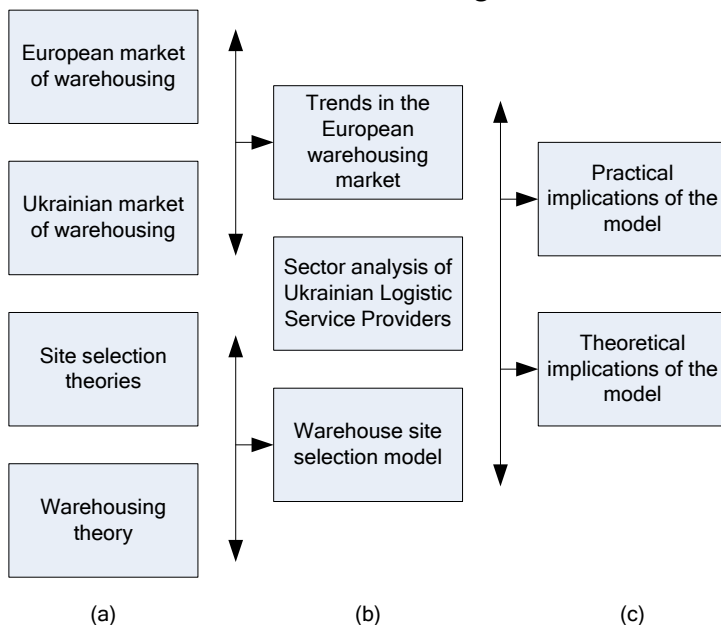 European market
of warehousing
Ukrainian market
of warehousing
Site selection
theories
Warehousing
theory
Trends in the
European
warehousing
market
Sector analysis of
Ukrainian Logistic
Service Providers
Warehouse site
selection model
Practical
implications of the
model
Theoretical
implications of the
model
(a)
(b)
(c)